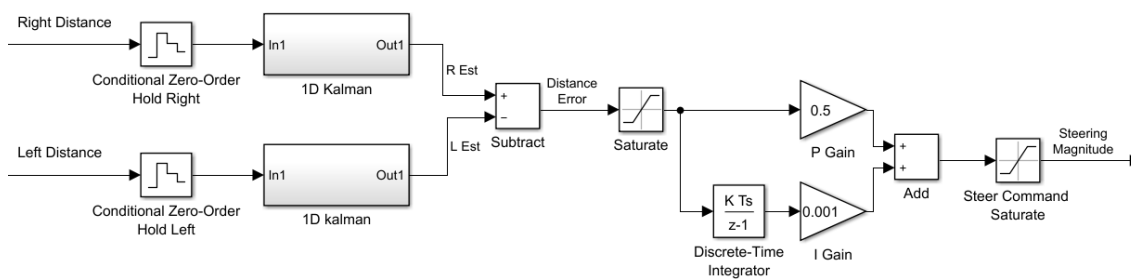 Right Distance
Conditional Zero-Order
Hold Right
In1
Out1
1D Kalman
R Est
Left Distance
Conditional Zero-Order
Hold Left
In1
Out1
1D kalman
L Est
+
−
Subtract
Distance
Error
Saturate
0.5
P Gain
K Ts
z-1
Discrete-Time
Integrator
0.001
I Gain
+
+
Add
Steer Command
Saturate
Steering
Magnitude